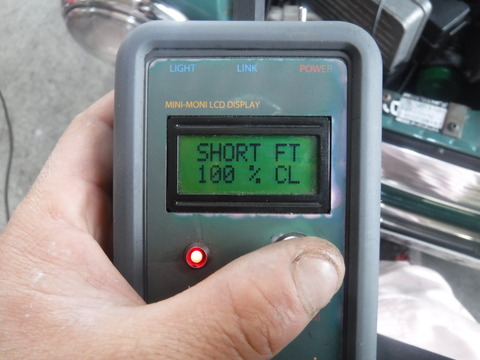 LIGHT LINK POWER
MINI-MONI LCD DISPLAY
SHORT FT
100 % CL